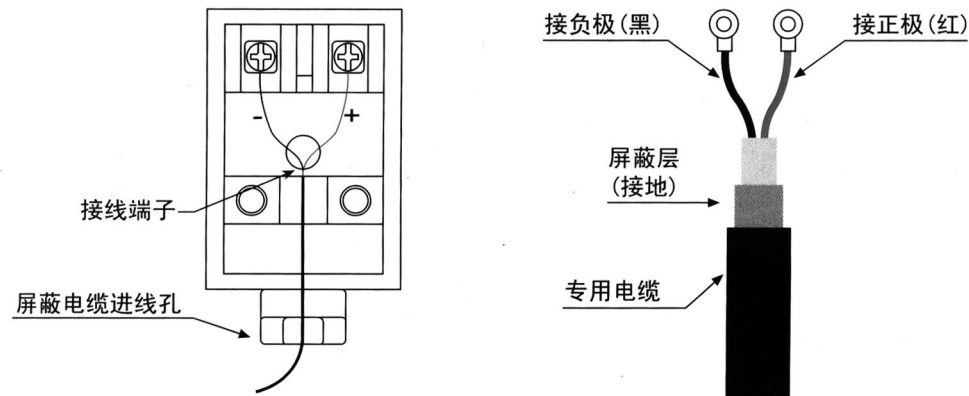 -
+
接线端子
屏蔽电缆进线孔
接负极(黑)
接正极(红)
屏蔽层
(接地)
专用电缆